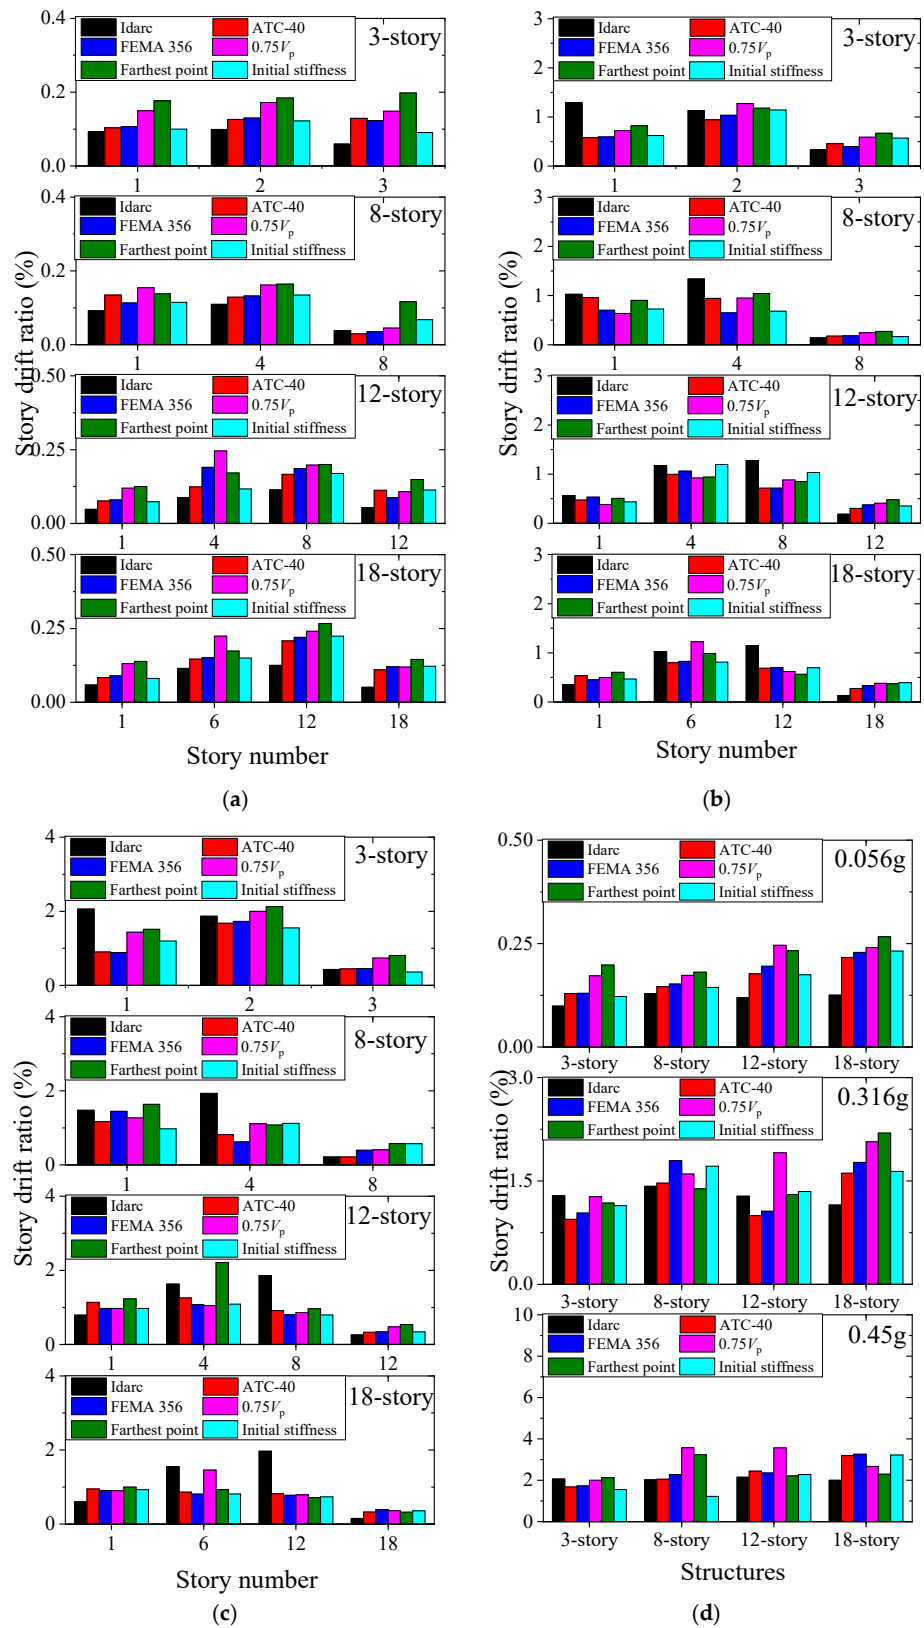 0.4
Idarc
ATC-40
3-story
FEMA 356
0.75Vp
Farthest point
Initial stiffness
0.2
0.0
1
2
3
0.4
Idarc
ATC-40
8-story
FEMA 356
0.75Vp
Farthest point
Initial stiffness
0.2
0.0
1
4
8
0.50
Idarc
ATC-40
12-story
FEMA 356
0.75Vp
Farthest point
Initial stiffness
0.25
0.00
1
4
8
12
0.50
Idarc
ATC-40
18-story
FEMA 356
0.75Vp
Farthest point
Initial stiffness
0.25
0.00
1
6
12
18
Story drift ratio (%)
Story number
(a)
3
Idarc
ATC-40
3-story
FEMA 356
0.75Vp
2
Farthest point
Initial stiffness
1
0
1
2
3
3
Idarc
ATC-40
8-story
FEMA 356
0.75Vp
2
Farthest point
Initial stiffness
1
0
1
4
8
3
Idarc
ATC-40
12-story
FEMA 356
0.75Vp
2
Farthest point
Initial stiffness
1
0
1
4
8
12
3
Idarc
ATC-40
18-story
FEMA 356
0.75Vp
2
Farthest point
Initial stiffness
1
0
1
6
12
18
Story drift ratio (%)
Story number
(b)
4
Idarc
ATC-40
3-story
FEMA 356
0.75Vp
Farthest point
Initial stiffness
2
0
1
2
3
4
Idarc
ATC-40
8-story
FEMA 356
0.75Vp
Farthest point
Initial stiffness
2
0
1
4
8
4
Idarc
ATC-40
12-story
FEMA 356
0.75Vp
Farthest point
Initial stiffness
2
0
1
4
8
12
4
Idarc
ATC-40
18-story
FEMA 356
0.75Vp
Farthest point
Initial stiffness
2
0
1
6
12
18
Story drift ratio (%)
Story number
(c)
0.50
Idarc
ATC-40
0.056g
FEMA 356
0.75Vp
Farthest point
Initial stiffness
0.25
0.00
3-story
8-story
12-story
18-story
3.0
Idarc
ATC-40
0.316g
FEMA 356
0.75Vp
Farthest point
Initial stiffness
1.5
0.0
3-story
8-story
12-story
18-story
10
Idarc
ATC-40
0.45g
FEMA 356
0.75Vp
8
Farthest point
Initial stiffness
6
4
2
0
3-story
8-story
12-story
18-story
Story drift ratio (%)
Structures
(d)